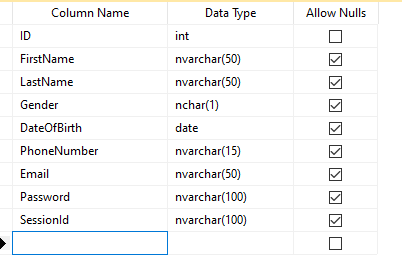 Column Name Data Type Allow Nulls
ID int
FirstName nvarchar(50)
LastName nvarchar(50)
Gender nchar(1)
DateOfBirth date
PhoneNumber nvarchar(15)
Email nvarchar(50)
Password nvarchar(100)
SessionId nvarchar(100)